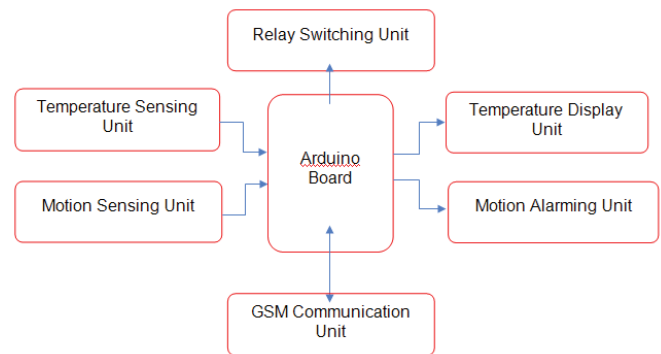 Relay Switching Unit
Temperature Sensing
Unit
Temperature Display
Unit
Arduino
Board
Motion Sensing Unit
Motion Alarming Unit
GSM Communication
Unit